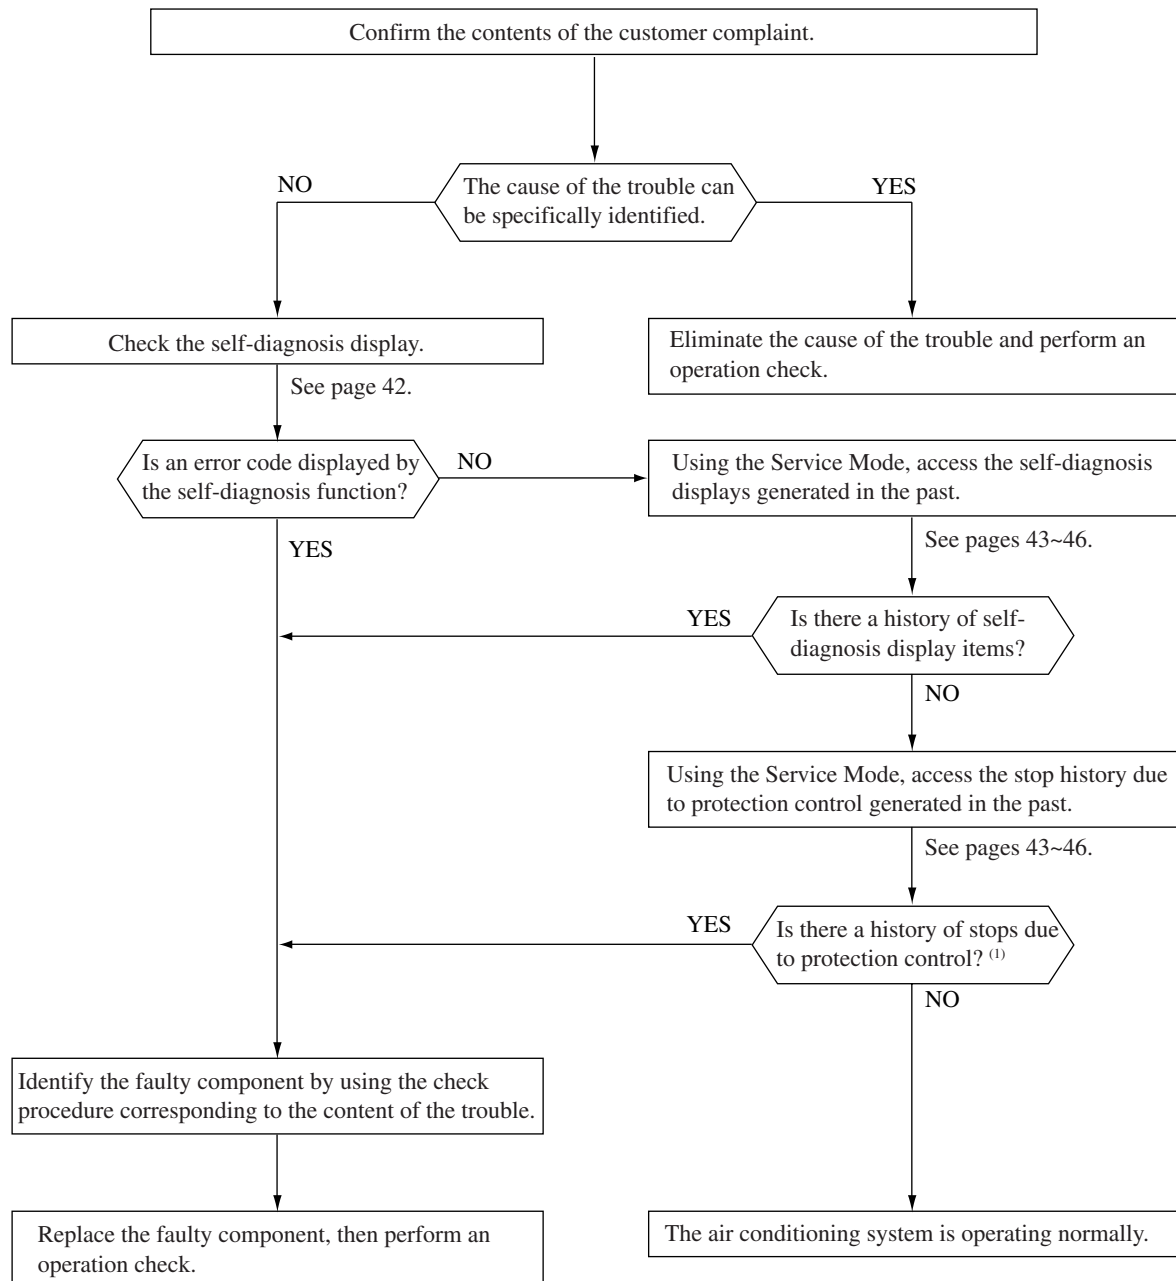 Confirm the contents of the customer complaint.
NO
The cause of the trouble can
be specifically identified.
YES
Check the self-diagnosis display.
Eliminate the cause of the trouble and perform an
operation check.
See page 42.
Is an error code displayed by
the self-diagnosis function?
NO
Using the Service Mode, access the self-diagnosis
displays generated in the past.
YES
See pages 43~46.
YES
Is there a history of self-
diagnosis display items?
NO
Using the Service Mode, access the stop history due
to protection control generated in the past.
See pages 43~46.
YES
Is there a history of stops due
to protection control? (1)
NO
Identify the faulty component by using the check
procedure corresponding to the content of the trouble.
Replace the faulty component, then perform an
operation check.
The air conditioning system is operating normally.